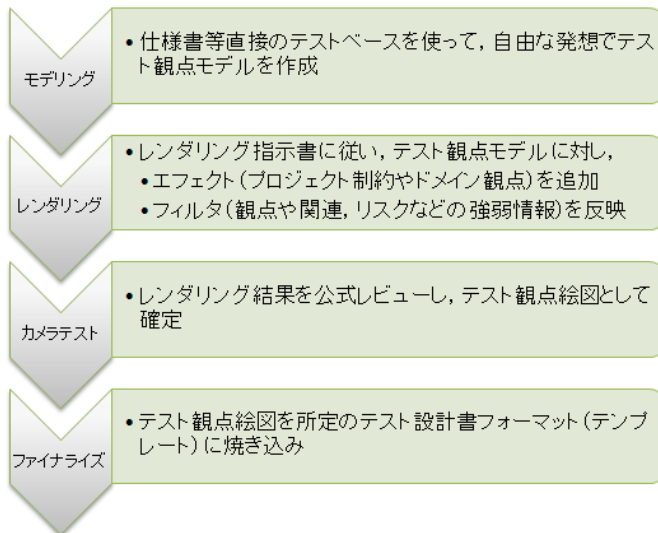 モデリング
•仕様書等直接のテストベースを使って，自由な発想でテス
ト観点モデルを作成
レンダリング
•レンダリング指示書に従い，テスト観点モデルに対し，
•エフェクト（プロジェクト制約やドメイン観点）を追加
•フィルタ（観点や関連，リスクなどの強弱情報）を反映
カメラテスト
•レンダリング結果を公式レビューし，テスト観点絵図として
確定
ファイナライズ
•テスト観点絵図を所定のテスト設計書フォーマット（テンプ
レート）に焼き込み